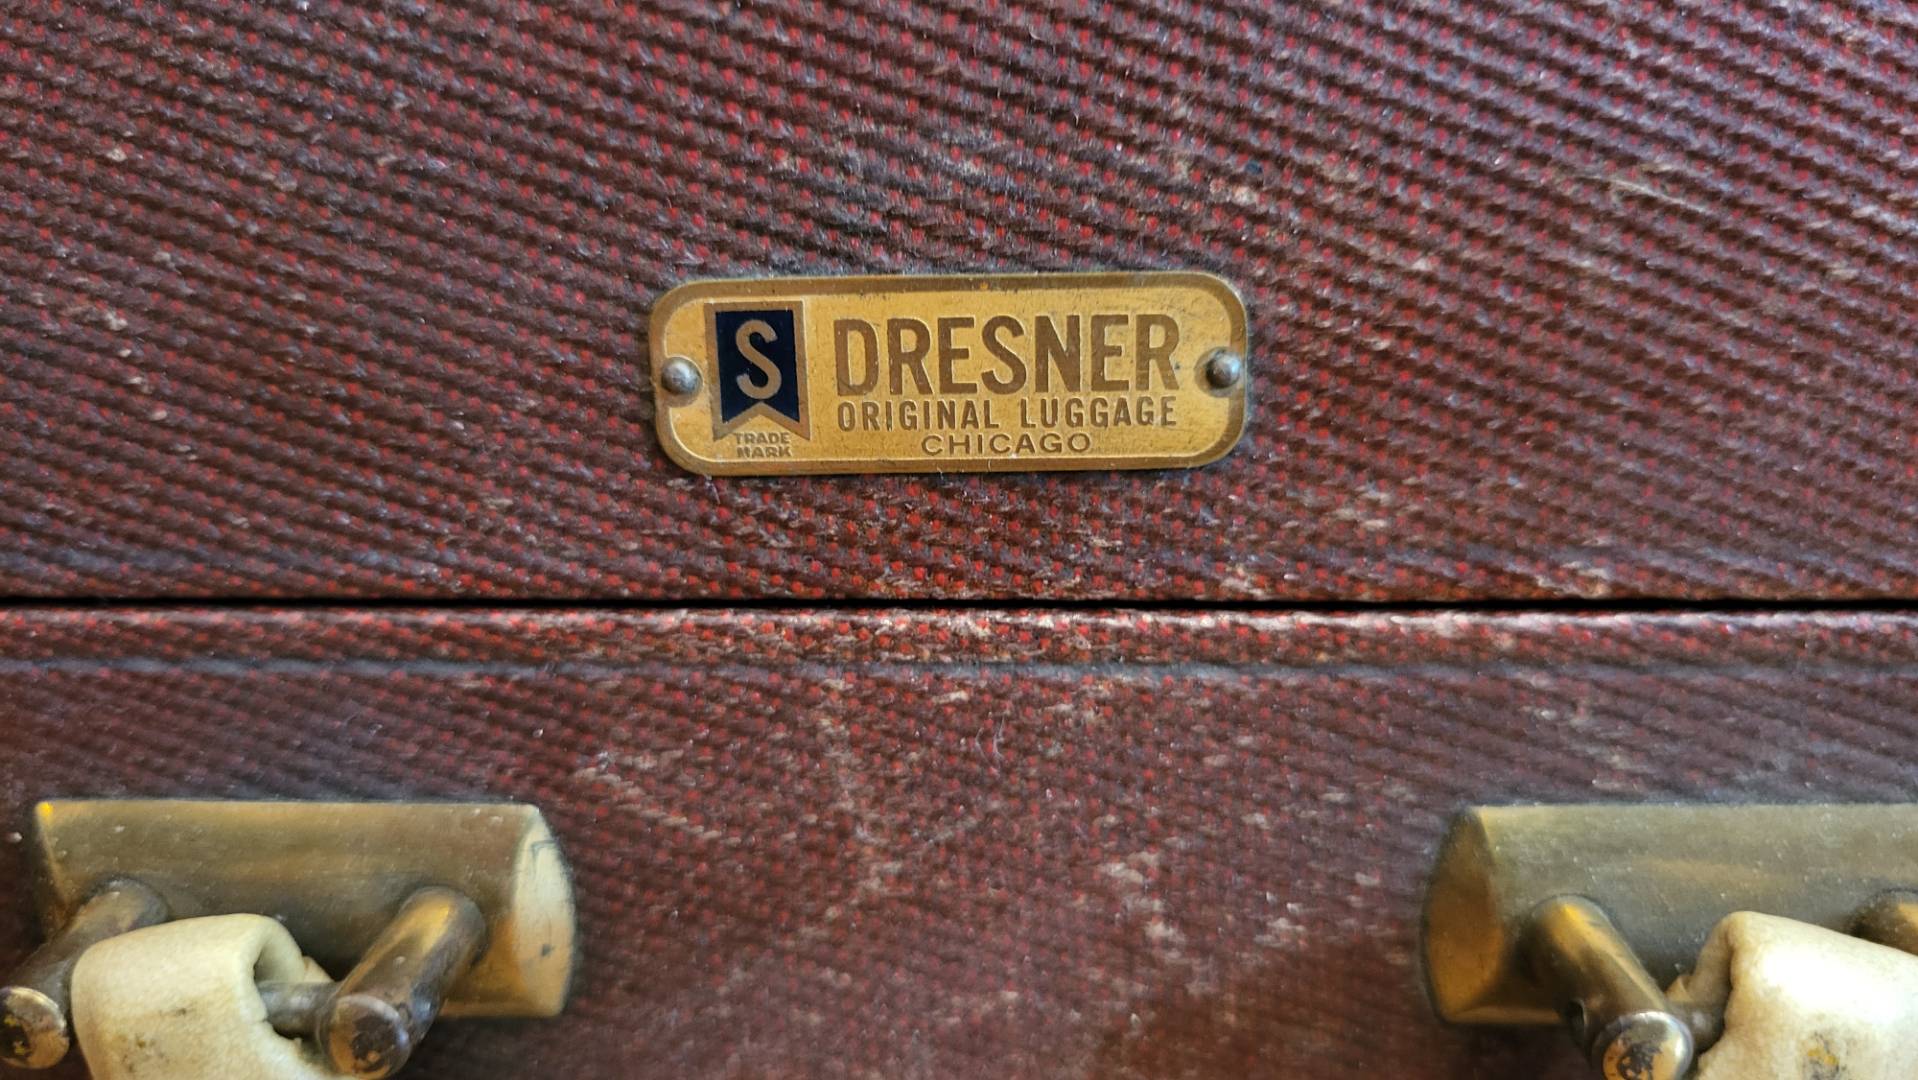 S
TRADE
MARK
DRESNER
ORIGINAL LUGGAGE
CHICAGO